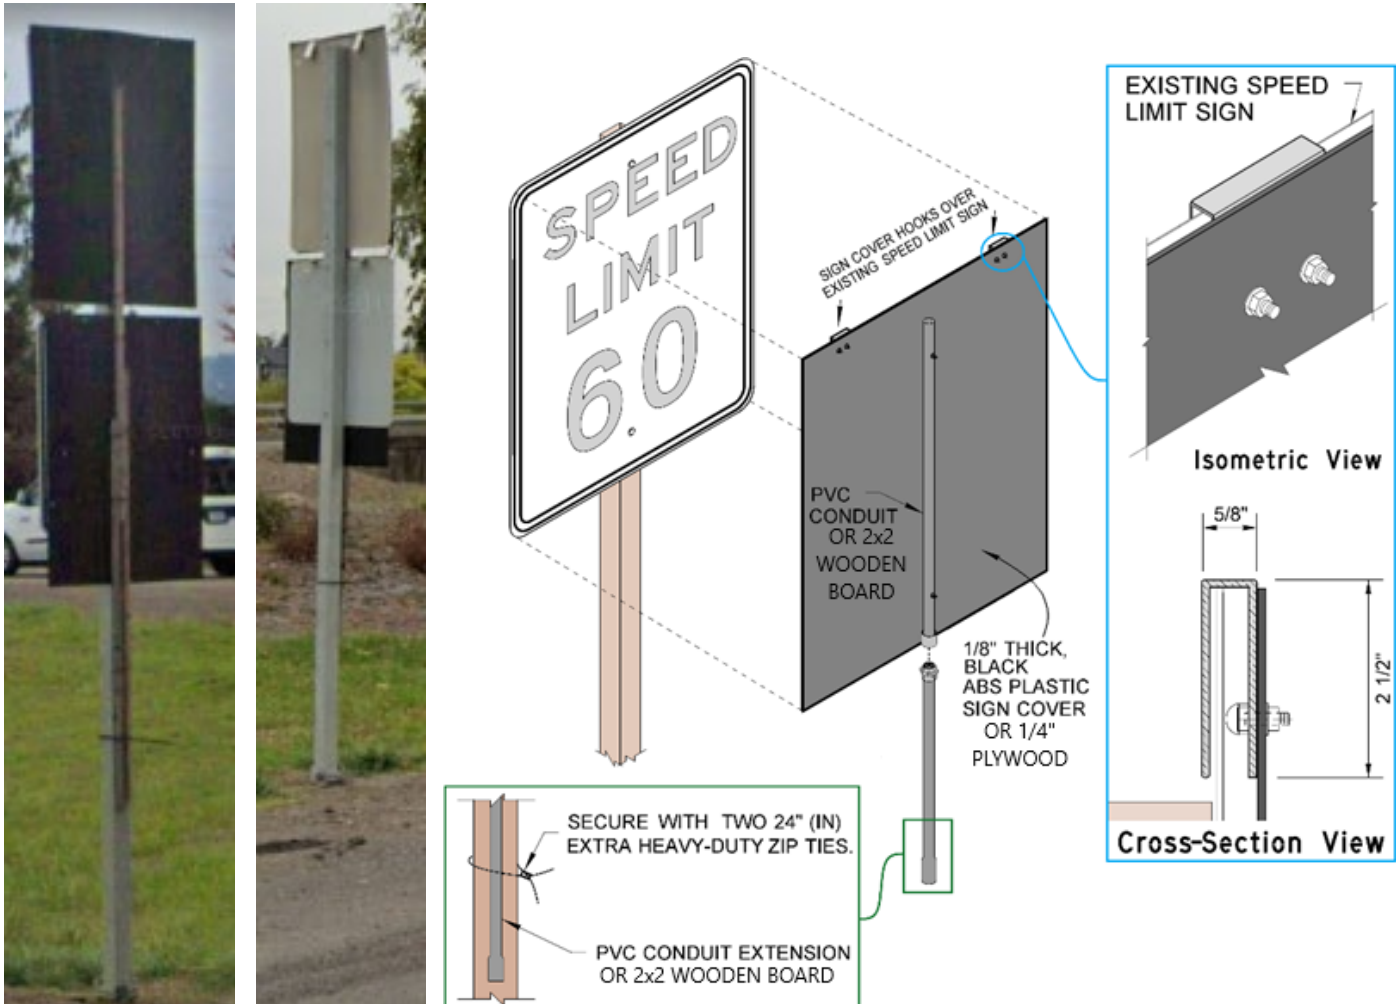 SPEED
LIMIT
60
SIGN COVER HOOKS OVER
EXISTING SPEED LIMIT SIGN
PVC
CONDUIT
OR 2x2
WOODEN
BOARD
1/8" THICK,
BLACK
ABS PLASTIC
SIGN COVER
OR 1/4"
PLYWOOD
SECURE WITH TWO 24" (IN)
EXTRA HEAVY-DUTY ZIP TIES.
PVC CONDUIT EXTENSION
OR 2x2 WOODEN BOARD
EXISTING SPEED
LIMIT SIGN
Isometric View
5/8"
2 1/2"
Cross-Section View